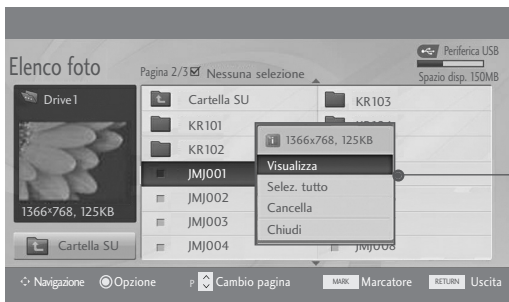 Periferica USB
Elenco foto
Pagina 2/3 Nessuna selezione
Spazio disp. 150MB
Drive1
1366x768, 125KB
Cartella SU
Cartella SU
KR101
KR102
JMJ001
JMJ002
JMJ003
JMJ004
KR103
1366x768, 125KB
Visualizza
Selez. tutto
Cancella
Chiudi
JMJ008
Navigazione Opzione P Cambio pagina MARK Marcatore RETURN Uscita